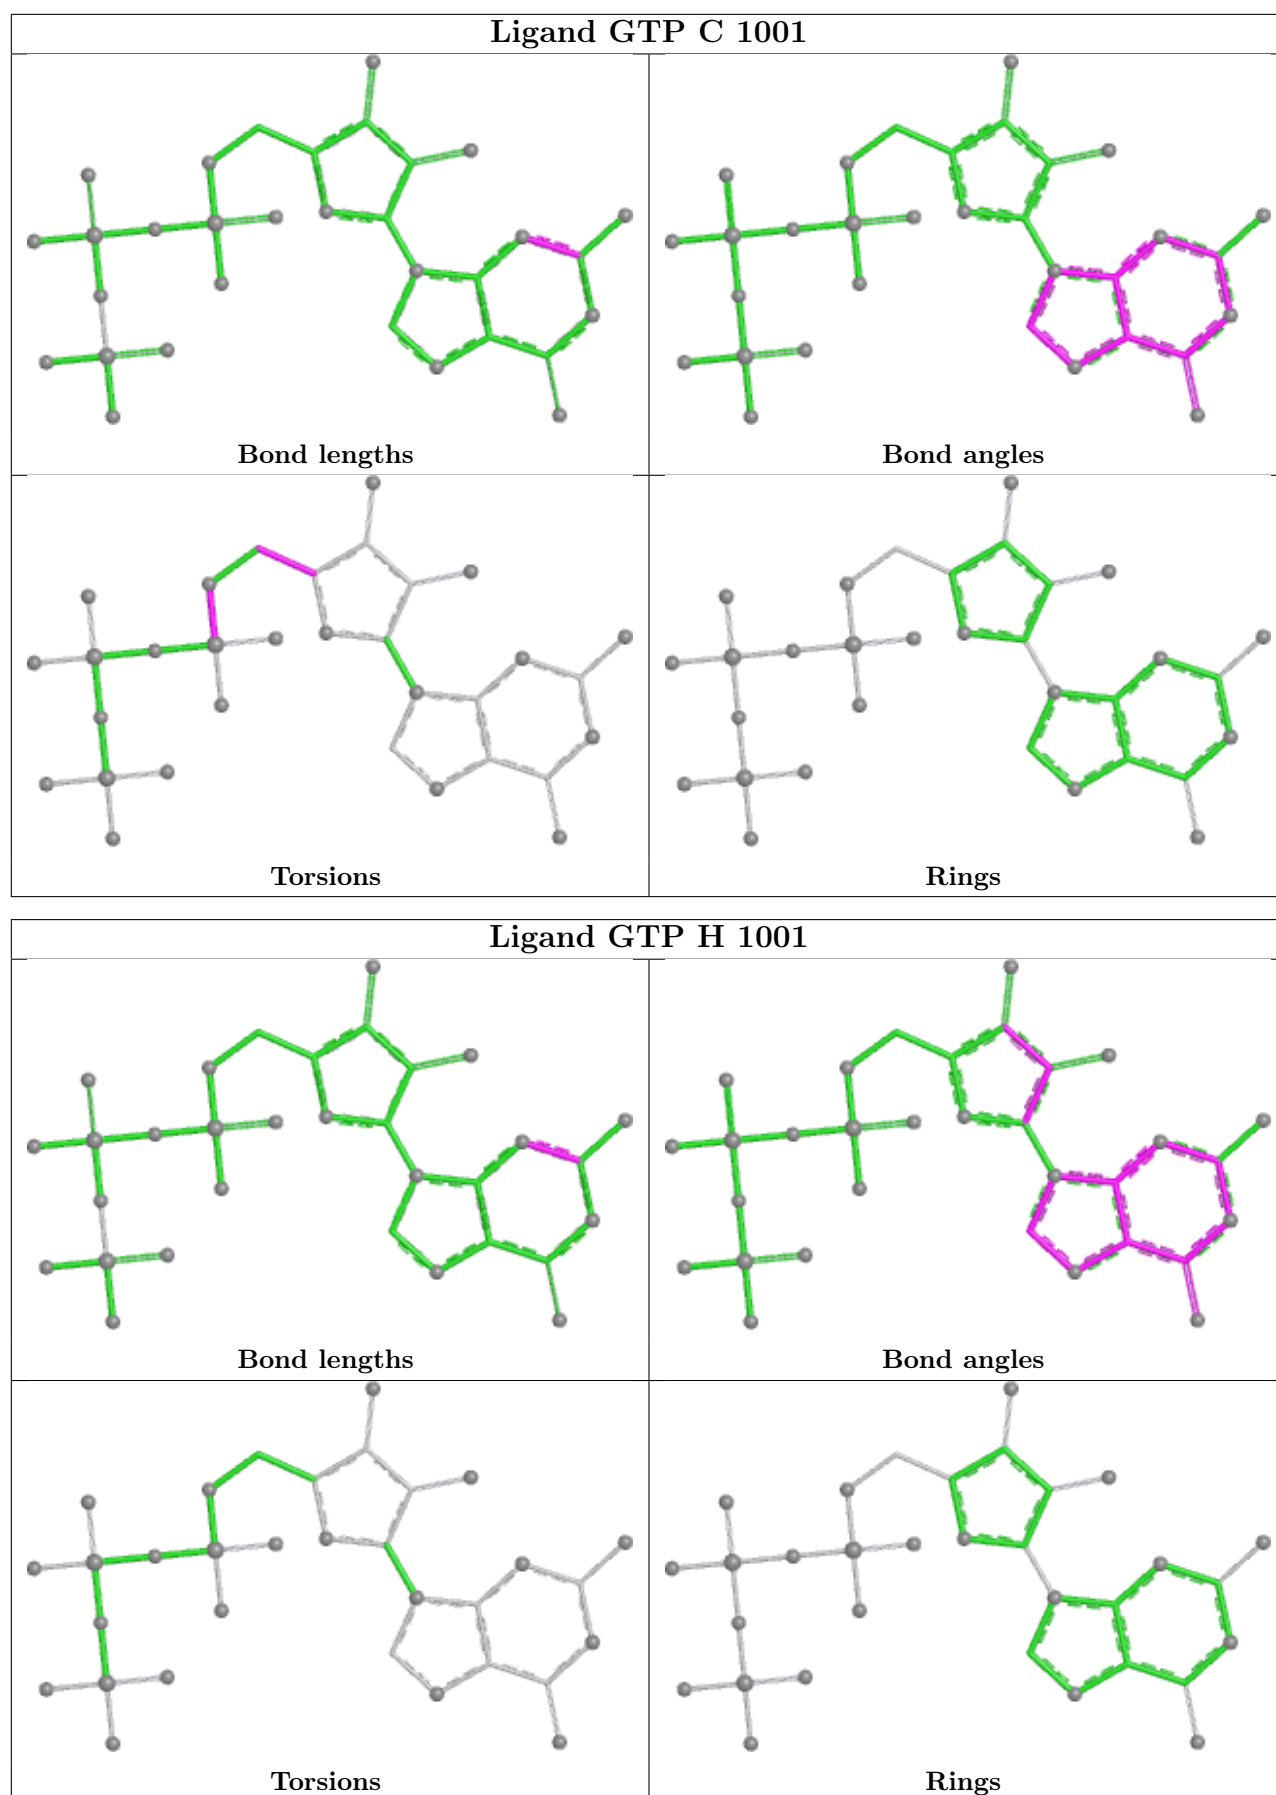 Ligand GTP C 1001
Bond lengths
Bond angles
Torsions
Rings
Ligand GTP H 1001
Bond lengths
Bond angles
Torsions
Rings